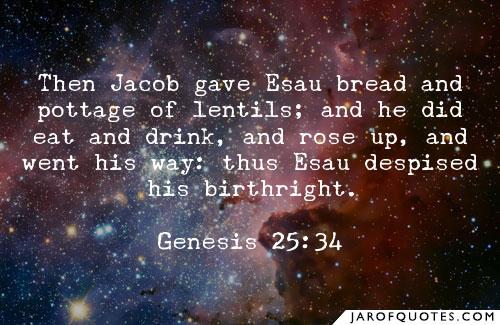 Then Jacob gave Esau bread and
pottage of lentils; and he did
eat and drink, and rose up, and
went his way: thus Esau despised
his birthright.
Genesis 25:34
JAROFQUOTES.COM